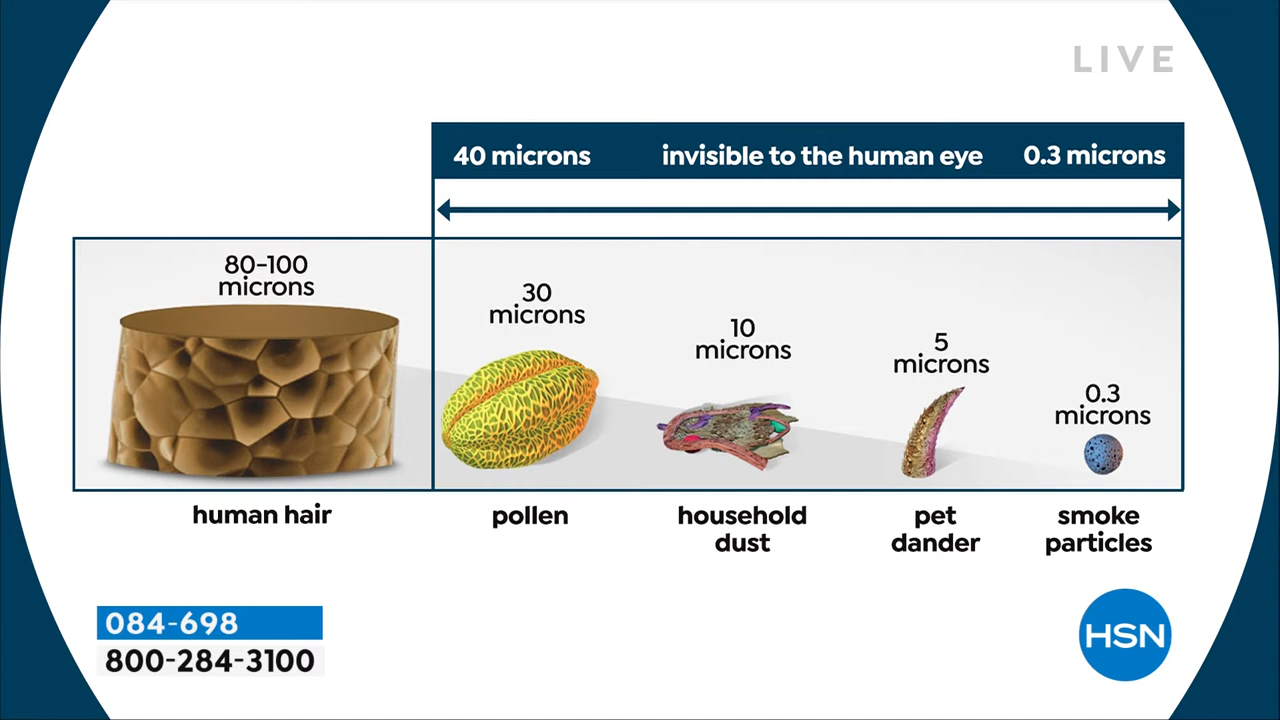 LIVE
40 microns invisible to the human eye 0.3 microns
80-100
microns
30
microns
10
microns
5
microns
0.3
microns
human hair
pollen
household
dust
pet
dander
smoke
particles
084-698
800-284-3100
HSN